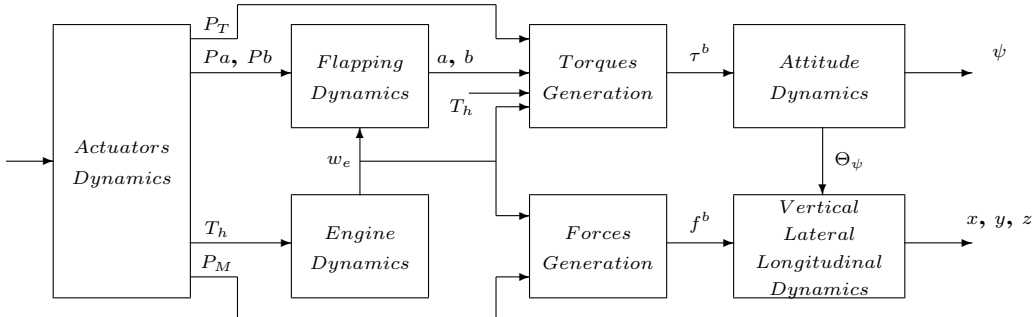 P_T
Pa, Pb
Flapping
Dynamics
a, b
T_h
Torques
Generation
τ^b
Attitude
Dynamics
ψ
Actuators
Dynamics
w_e
Θ_ψ
T_h
P_M
Engine
Dynamics
Forces
Generation
f^b
Vertical
Lateral
Longitudinal
Dynamics
x, y, z